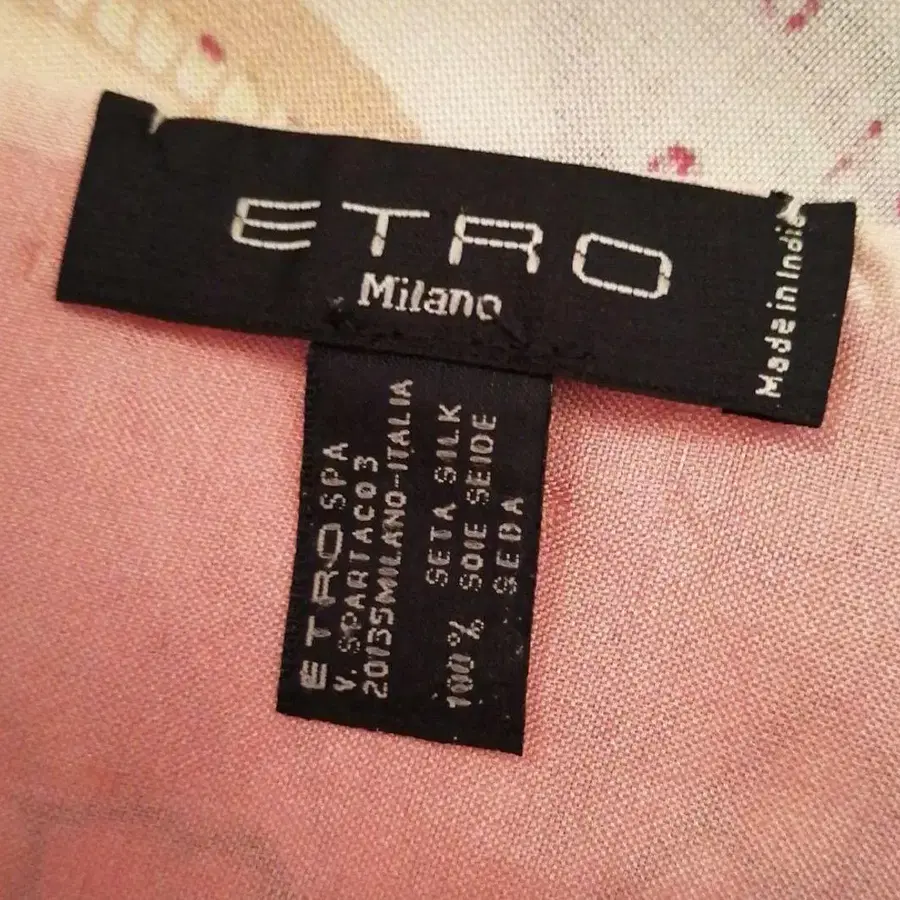 ETRO
Milano
Made in India
ETRO SPA
V. SPARTACO 3
20135 MILANO-ITALIA
SETA SILK
100% SOIE SEIDE
SEDA